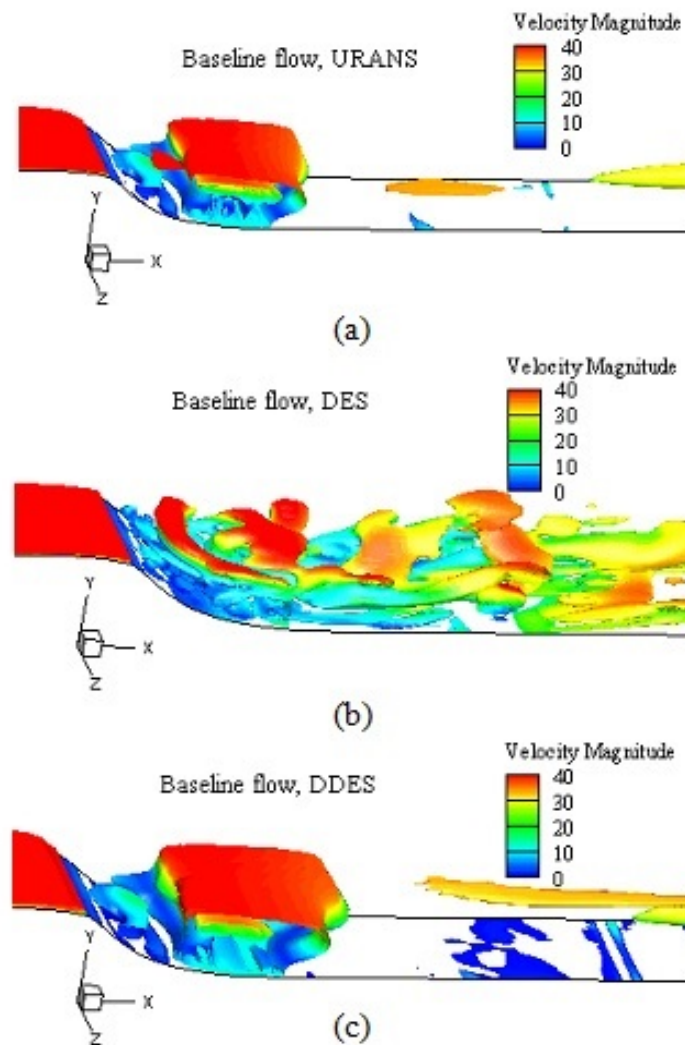 Velocity Magnitude
Baseline flow, URANS
40
30
20
10
0
Y
X
Z
(a)
Velocity Magnitude
Baseline flow, DES
40
30
20
10
0
Y
X
Z
(b)
Velocity Magnitude
Baseline flow, DDES
40
30
20
10
0
Y
X
Z
(c)